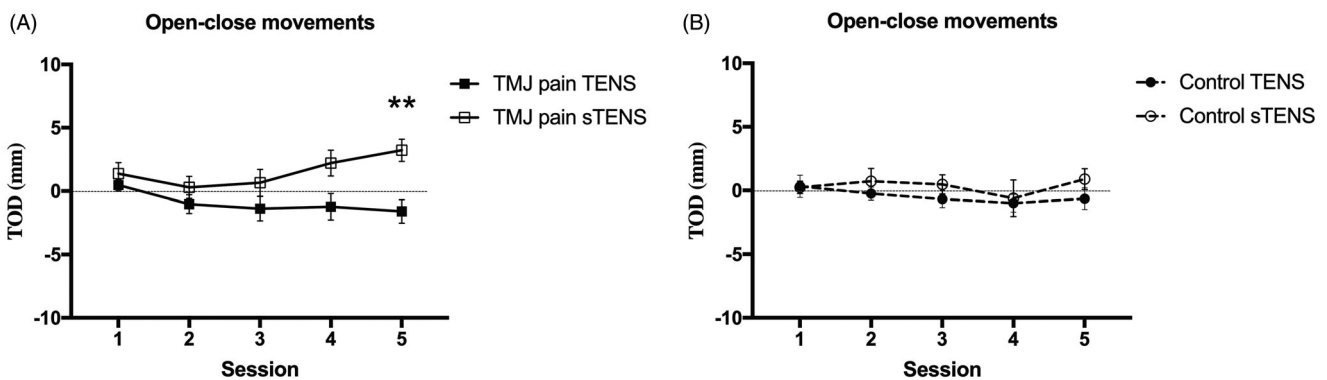 (A)
Open-close movements
10
5
0
-5
-10
TOD (mm)
1 2 3 4 5
Session
**
TMJ pain TENS
TMJ pain sTENS
(B)
Open-close movements
10
5
0
-5
-10
TOD (mm)
1 2 3 4 5
Session
Control TENS
Control sTENS